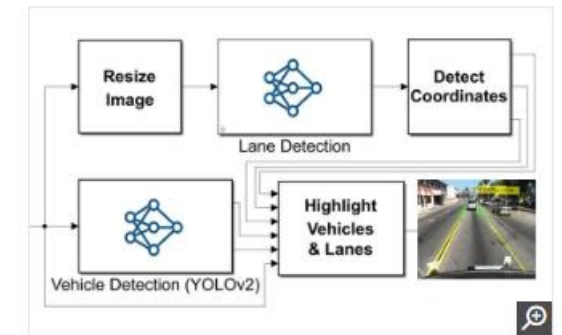 Resize
Image
Lane Detection
Detect
Coordinates
Vehicle Detection (YOLOv2)
Highlight
Vehicles
& Lanes